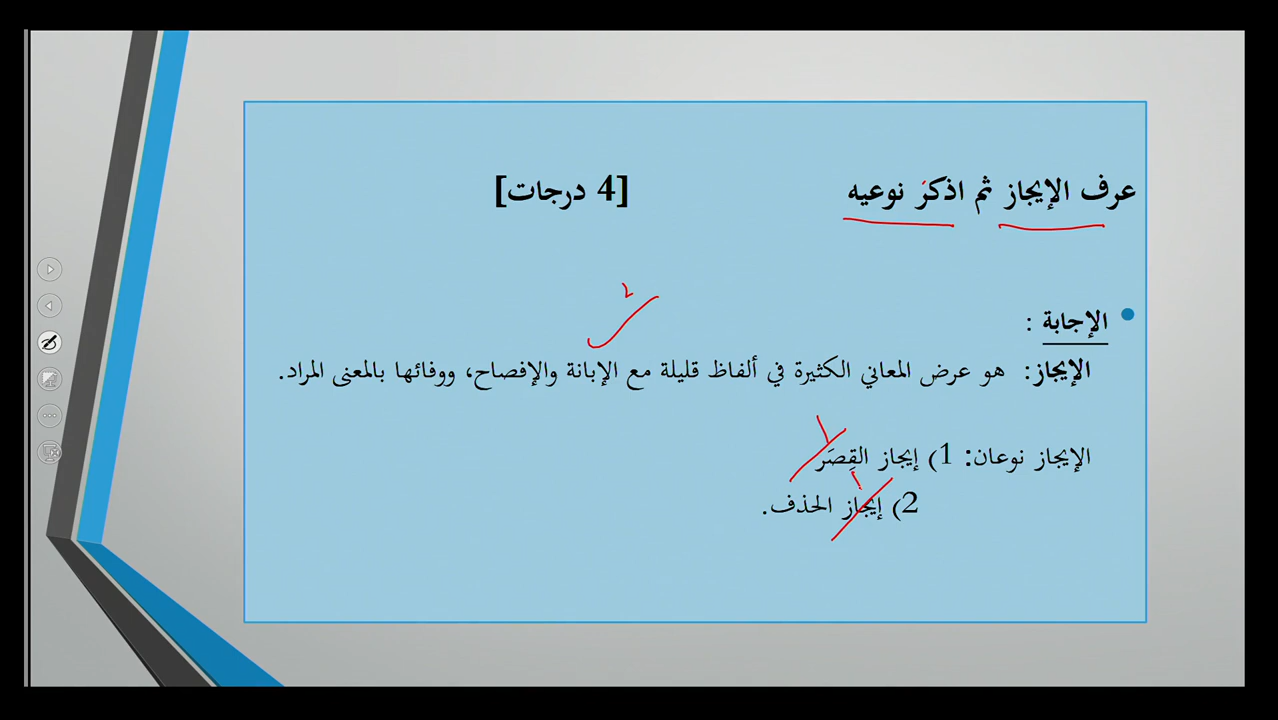 عرف الإيجاز ثم اذكر نوعيه [4 درجات]
الإجابة :
٢
الإيجاز: هو عرض المعاني الكثيرة في ألفاظ قليلة مع الإبانة والإفصاح، ووفائها بالمعنى المراد.
الإيجاز نوعان: 1) إيجاز القِصَر
2) إيجاز الحذف.